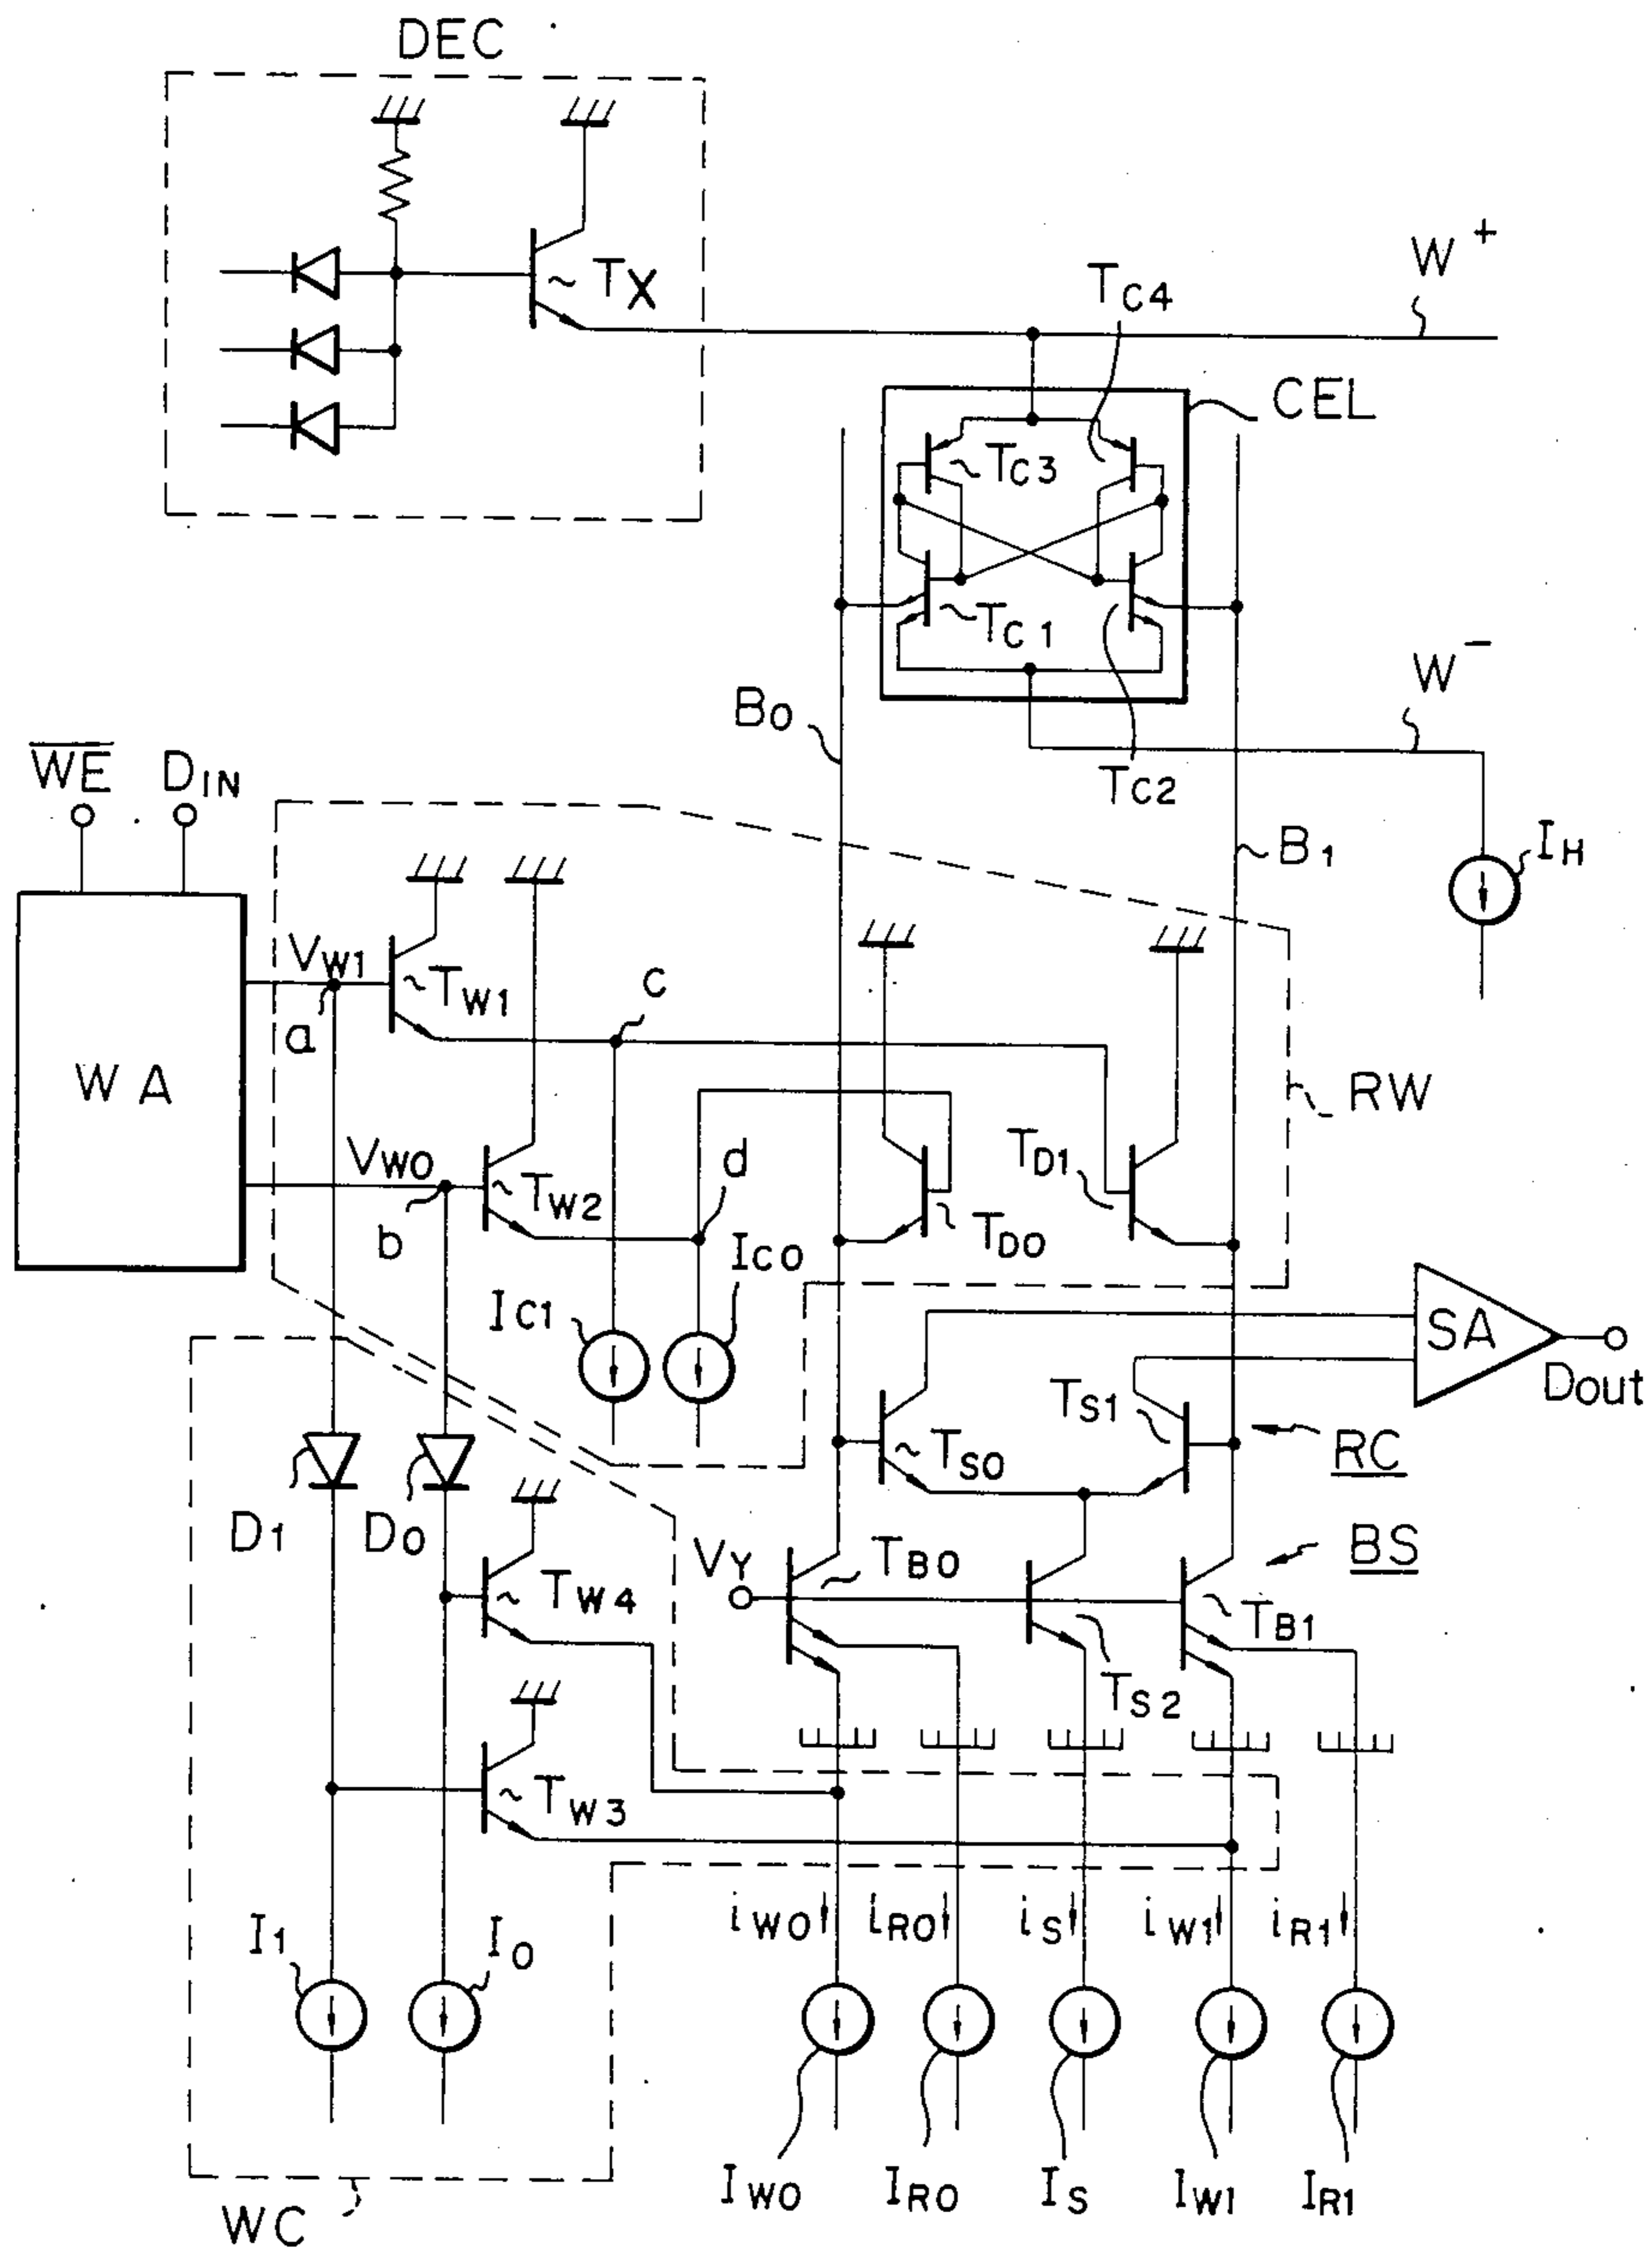 DEC
TX
W+
TC4
CEL
TC3
TC1
W−
B0
TC2
WE
DIN
B1
IH
VW1
TW1
c
a
WA
RW
VW0
TW2
d
TD1
TD0
b
IC0
IC1
SA
Dout
TS1
TS0
RC
D1
D0
VY
TB0
BS
TW4
TB1
TS2
TW3
iW0
iR0
iS
iW1
iR1
I1
I0
IW0
IR0
IS
IW1
IR1
WC